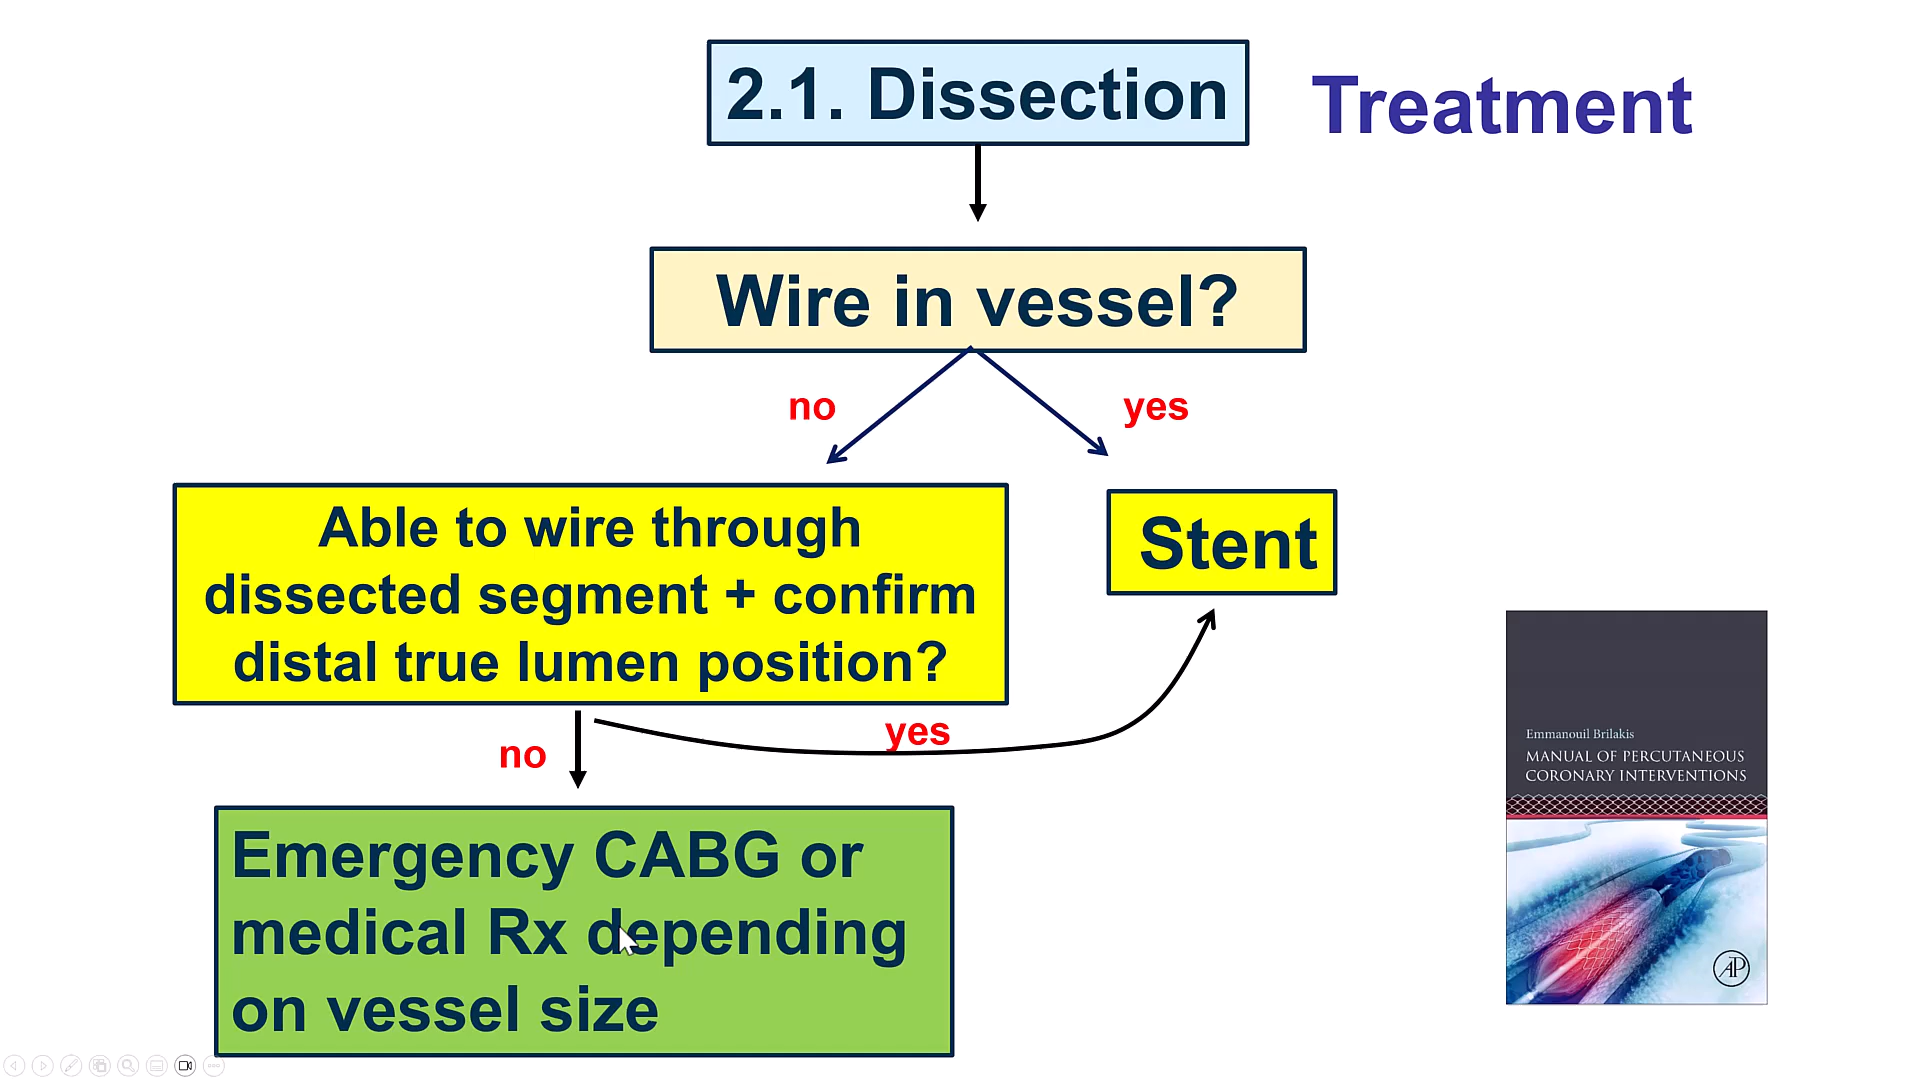 2.1. Dissection
Treatment
Wire in vessel?
no
yes
Able to wire through
dissected segment + confirm
distal true lumen position?
Stent
no
yes
Emergency CABG or
medical Rx depending
on vessel size
Emmanouil Brilakis
MANUAL OF PERCUTANEOUS
CORONARY INTERVENTIONS
AP